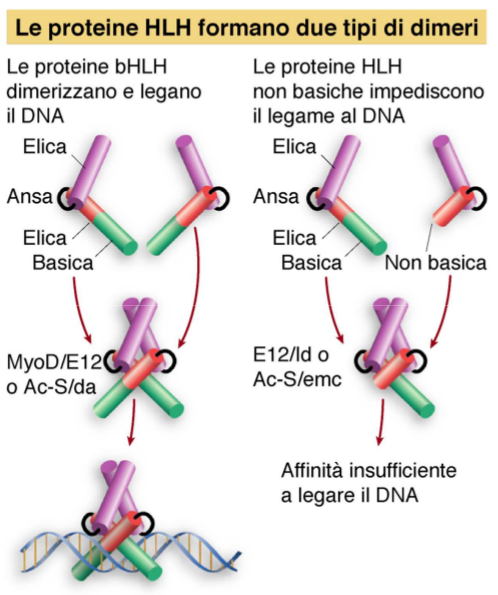 Le proteine HLH formano due tipi di dimeri
Le proteine bHLH
dimerizzano e legano
il DNA
Elica
Ansa
Elica
Basica
MyoD/E12
o Ac-S/da
Le proteine HLH
non basiche impediscono
il legame al DNA
Elica
Ansa
Elica
Basica
Non basica
E12/Id o
Ac-S/emc
Affinità insufficiente
a legare il DNA